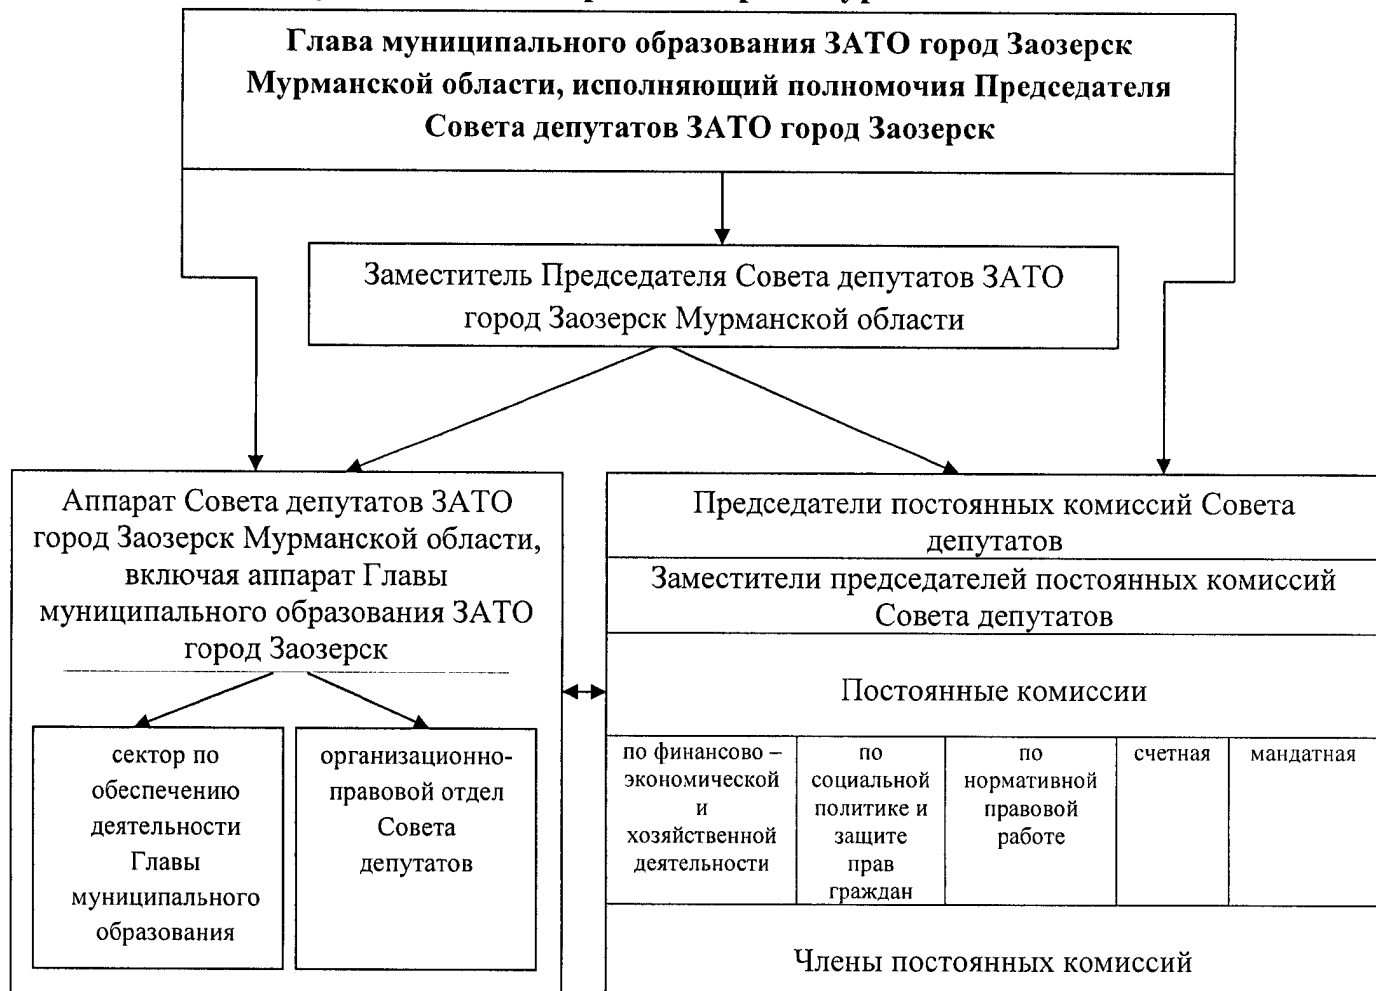 Глава муниципального образования ЗАТО город Заозерск
Мурманской области, исполняющий полномочия Председателя
Совета депутатов ЗАТО город Заозерск
Заместитель Председателя Совета депутатов ЗАТО
город Заозерск Мурманской области
Аппарат Совета депутатов ЗАТО
город Заозерск Мурманской области,
включая аппарат Главы
муниципального образования ЗАТО
город Заозерск
сектор по
обеспечению
деятельности
Главы
муниципального
образования
организационно-
правовой отдел
Совета
депутатов
Председатели постоянных комиссий Совета
депутатов
Заместители председателей постоянных комиссий
Совета депутатов
Постоянные комиссии
по финансово –
экономической
и
хозяйственной
деятельности
по
социальной
политике и
защите
прав
граждан
по
нормативной
правовой
работе
счетная
мандатная
Члены постоянных комиссий